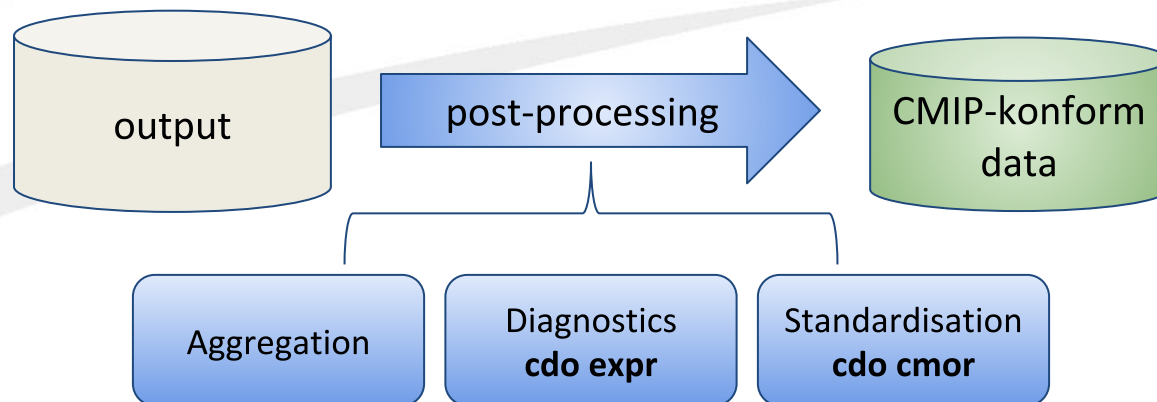 output
post-processing
CMIP-konform
data
Aggregation
Diagnostics
cdo expr
Standardisation
cdo cmor